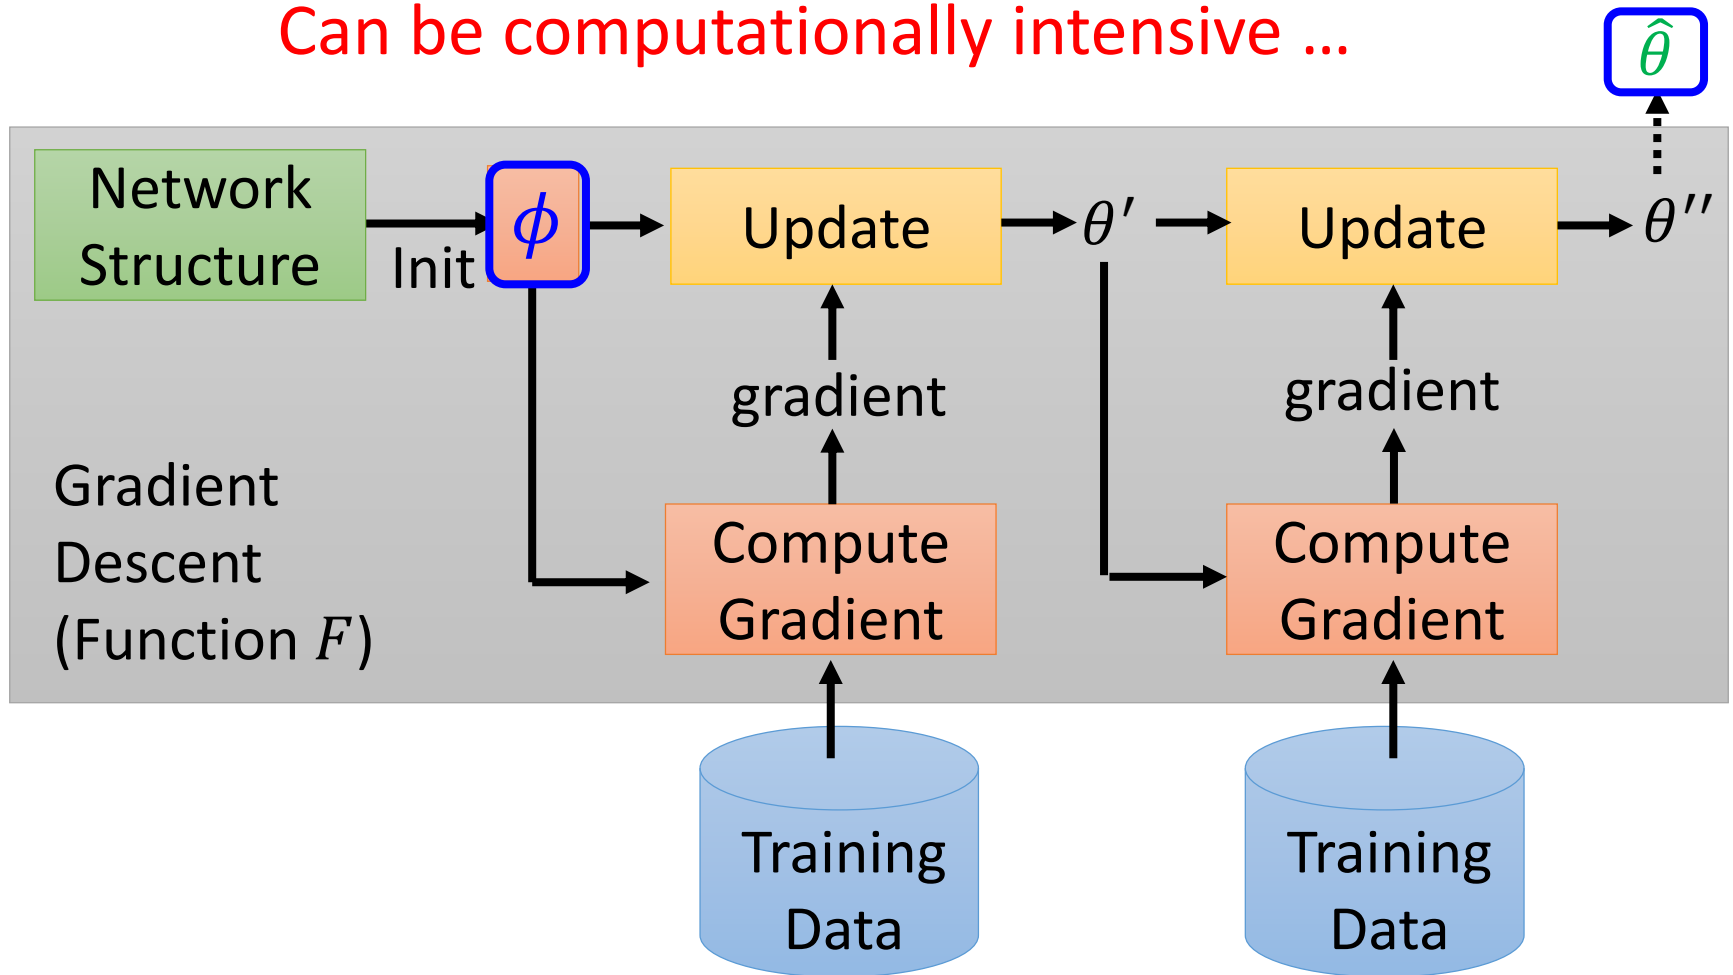 Can be computationally intensive …
θ̂
Network
Structure
Init
ϕ
Update
θ′
Update
θ′′
gradient
gradient
Gradient
Descent
(Function F)
Compute
Gradient
Compute
Gradient
Training
Data
Training
Data